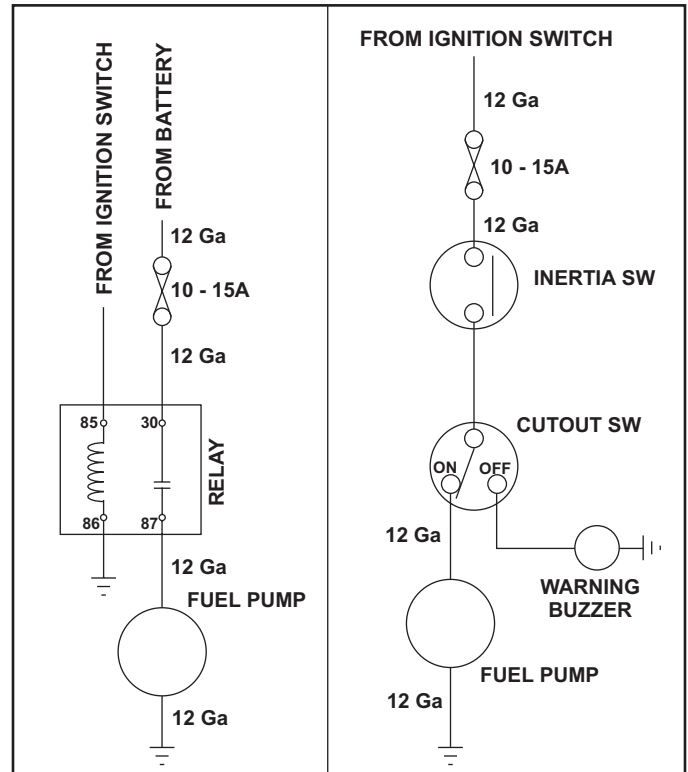 FROM IGNITION SWITCH
FROM BATTERY
12 Ga
10 - 15A
12 Ga
85
30
RELAY
86
87
12 Ga
FUEL PUMP
12 Ga
FROM IGNITION SWITCH
12 Ga
10 - 15A
12 Ga
INERTIA SW
CUTOUT SW
ON
OFF
12 Ga
WARNING
BUZZER
FUEL PUMP
12 Ga